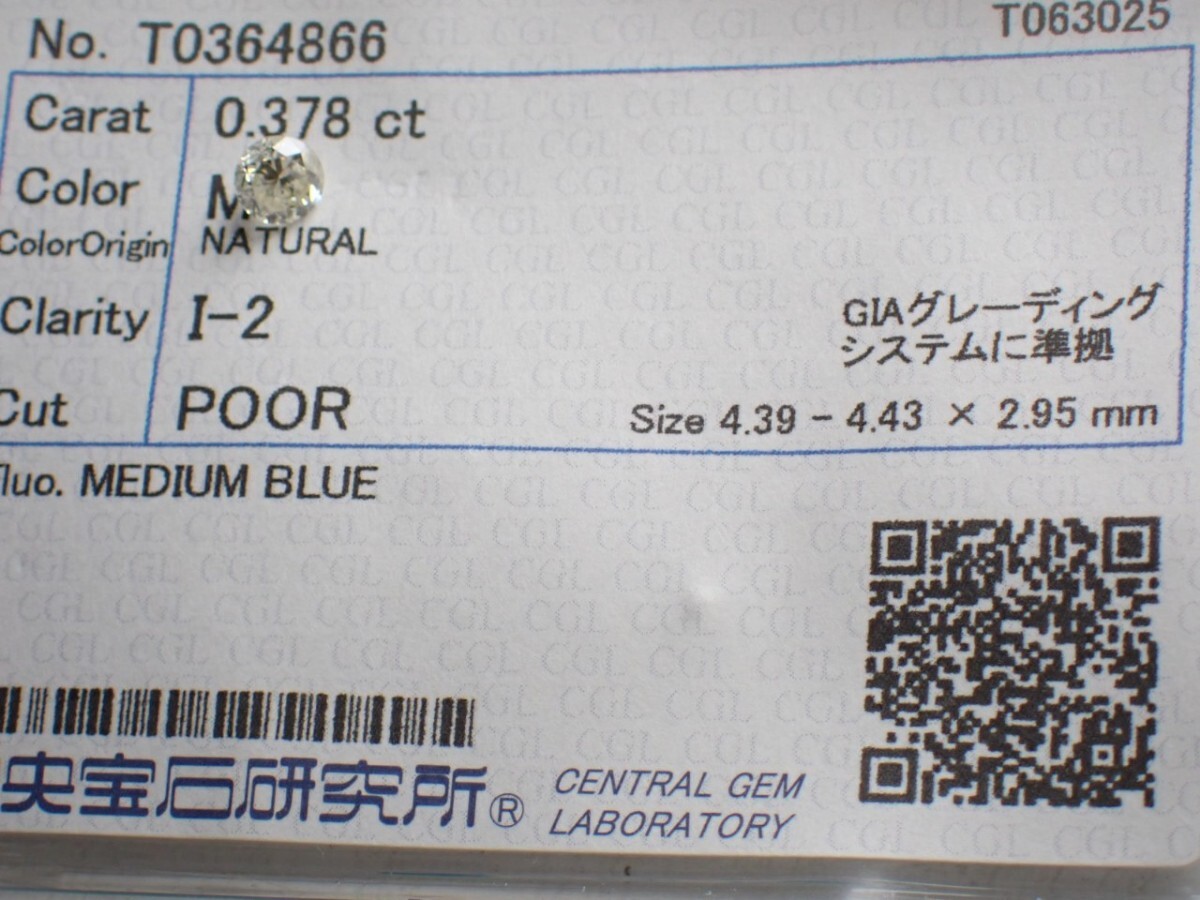 No. T0364866 T063025
Carat 0.378 ct
Color M
ColorOrigin NATURAL
Clarity I-2
GIAグレーディング
システムに準拠
Cut POOR Size 4.39 - 4.43 × 2.95 mm
Fluo. MEDIUM BLUE
央宝石研究所® CENTRAL GEM
LABORATORY